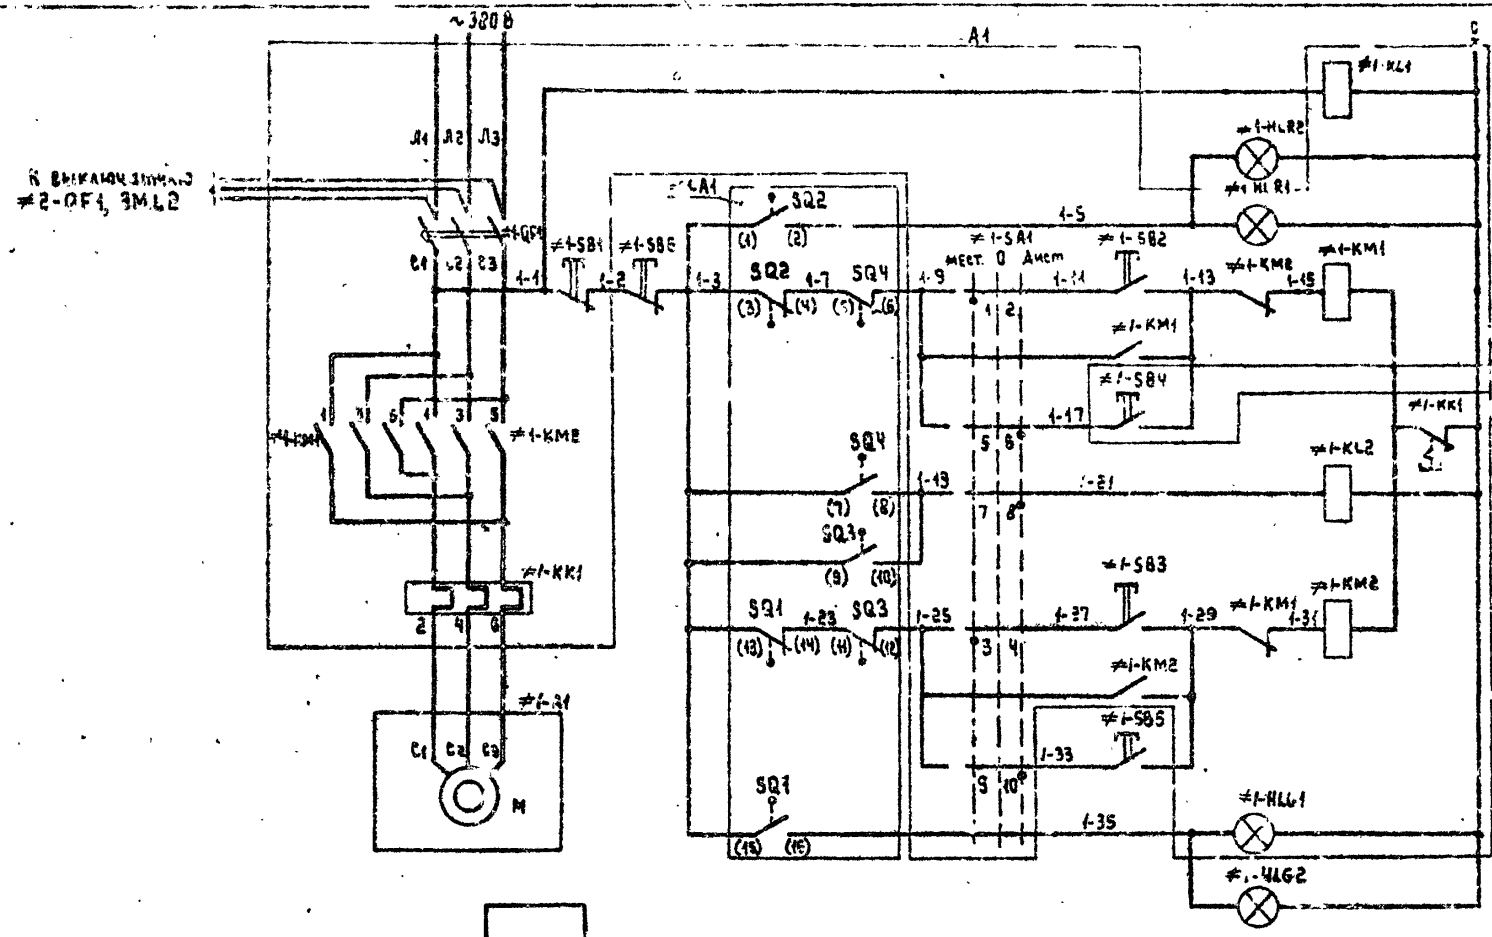 ~380 В
А1
С
≠1-KL1
≠1-HLR2
Л1 Л2 Л3
≠1-HLR1
≠2-QF1, ЗМ.L2
≠1-QF1
С1 С2 С3
1-1
≠1-SB1
1-2
≠1-SB6
1-3
SQ2
(1) (2)
1-5
SQ2
(3) (4)
1-7
SQ4
(5) (6)
1-9
≠1-SA1
мест. 0 Дист
1 2
1-11
≠1-SB2
1-13
≠1-KM2
1-15
≠1-KM1
≠1-KM1
≠1-SB4
1-17
5 6
≠1-KK1
1 3 5
≠1-KM2
SQ4
(7) (8)
1-19
7 8
1-21
≠1-KL2
SQ3
(9) (10)
≠1-KK1
2 4 6
SQ1
(13) (14)
1-23
SQ3
(11) (12)
1-25
3 4
1-27
≠1-SB3
1-29
≠1-KM1
1-31
≠1-KM2
≠1-KM2
≠1-SB5
1-33
9 10
С1 С2 С3
М
SQ1
(15) (16)
1-35
≠1-HLG1